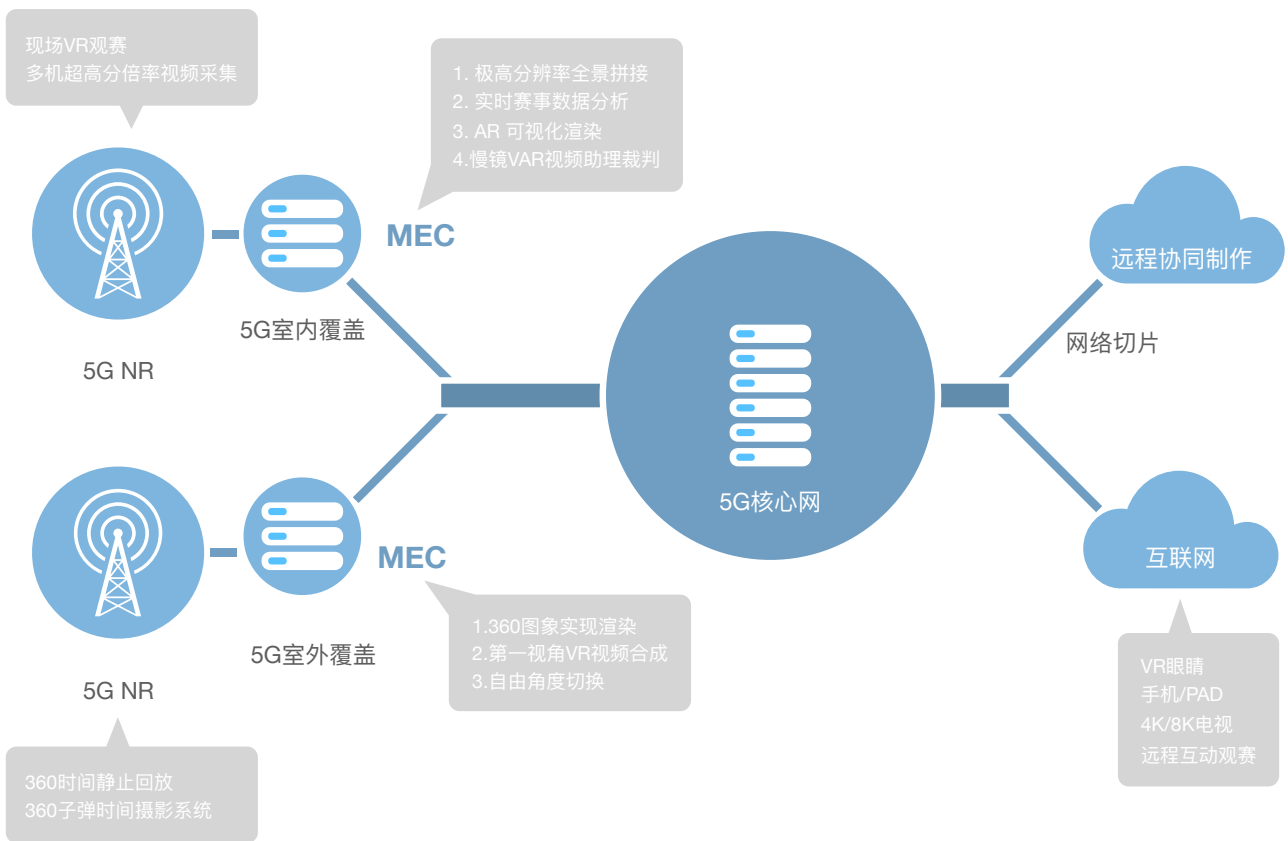 现场VR观赛
多机超高分倍率视频采集
1. 极高分辨率全景拼接
2. 实时赛事数据分析
3. AR 可视化渲染
4.慢镜VAR视频助理裁判
MEC
5G室内覆盖
5G NR
远程协同制作
网络切片
5G核心网
互联网
MEC
5G室外覆盖
5G NR
1.360图象实现渲染
2.第一视角VR视频合成
3.自由角度切换
VR眼睛
手机/PAD
4K/8K电视
远程互动观赛
360时间静止回放
360子弹时间摄影系统